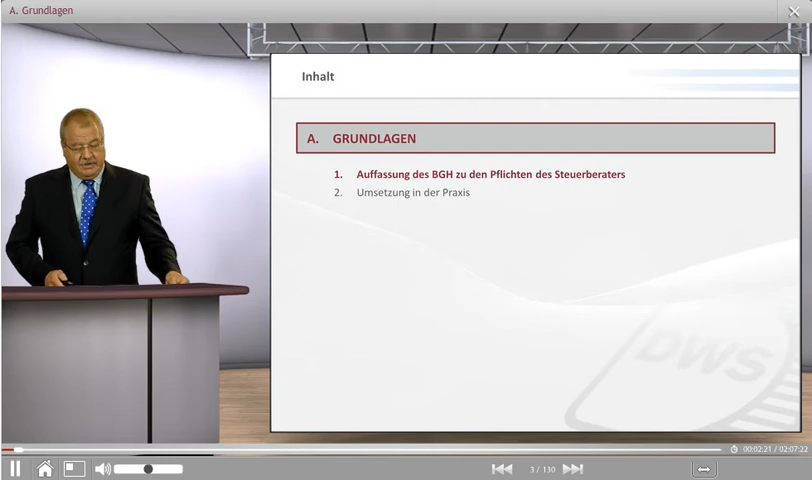 A. Grundlagen
Inhalt
A. GRUNDLAGEN
1. Auffassung des BGH zu den Pflichten des Steuerberaters
2. Umsetzung in der Praxis
DWS
3 / 130
00:02:21 / 02:07:22